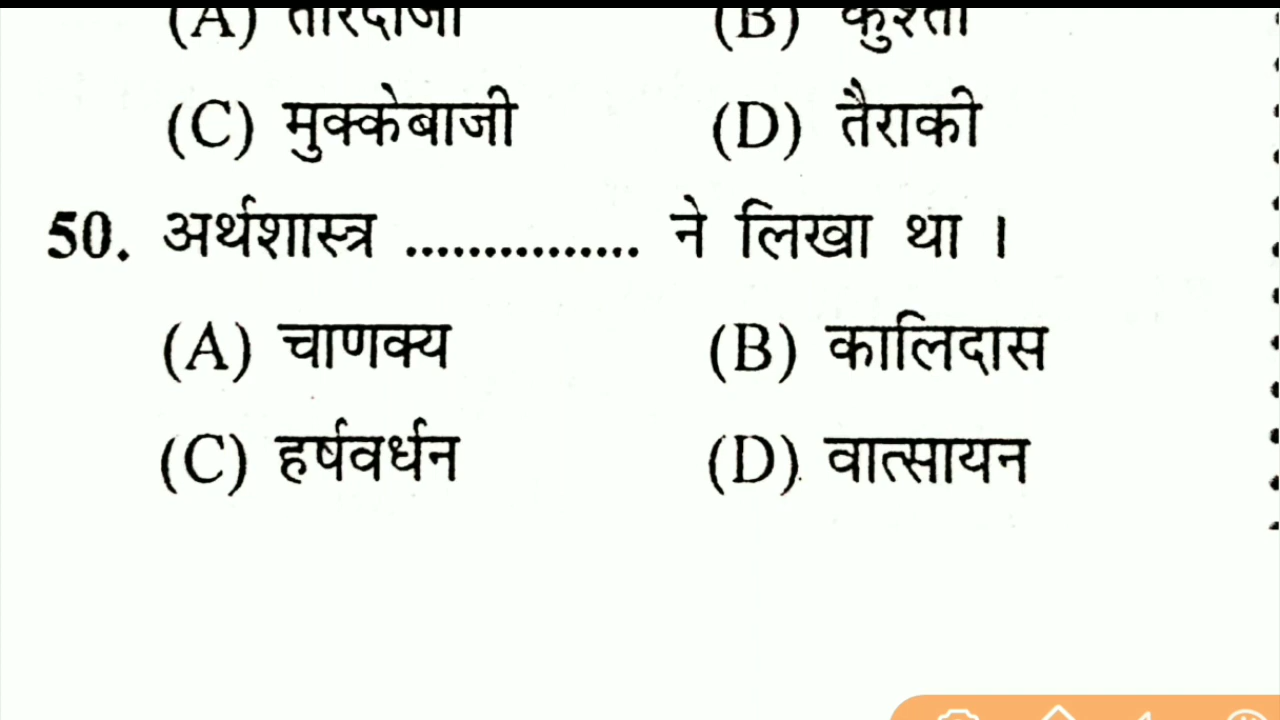 (A) तीरंदाजी (B) कुश्ती
(C) मुक्केबाजी (D) तैराकी
50. अर्थशास्त्र ............... ने लिखा था ।
(A) चाणक्य (B) कालिदास
(C) हर्षवर्धन (D) वात्सायन